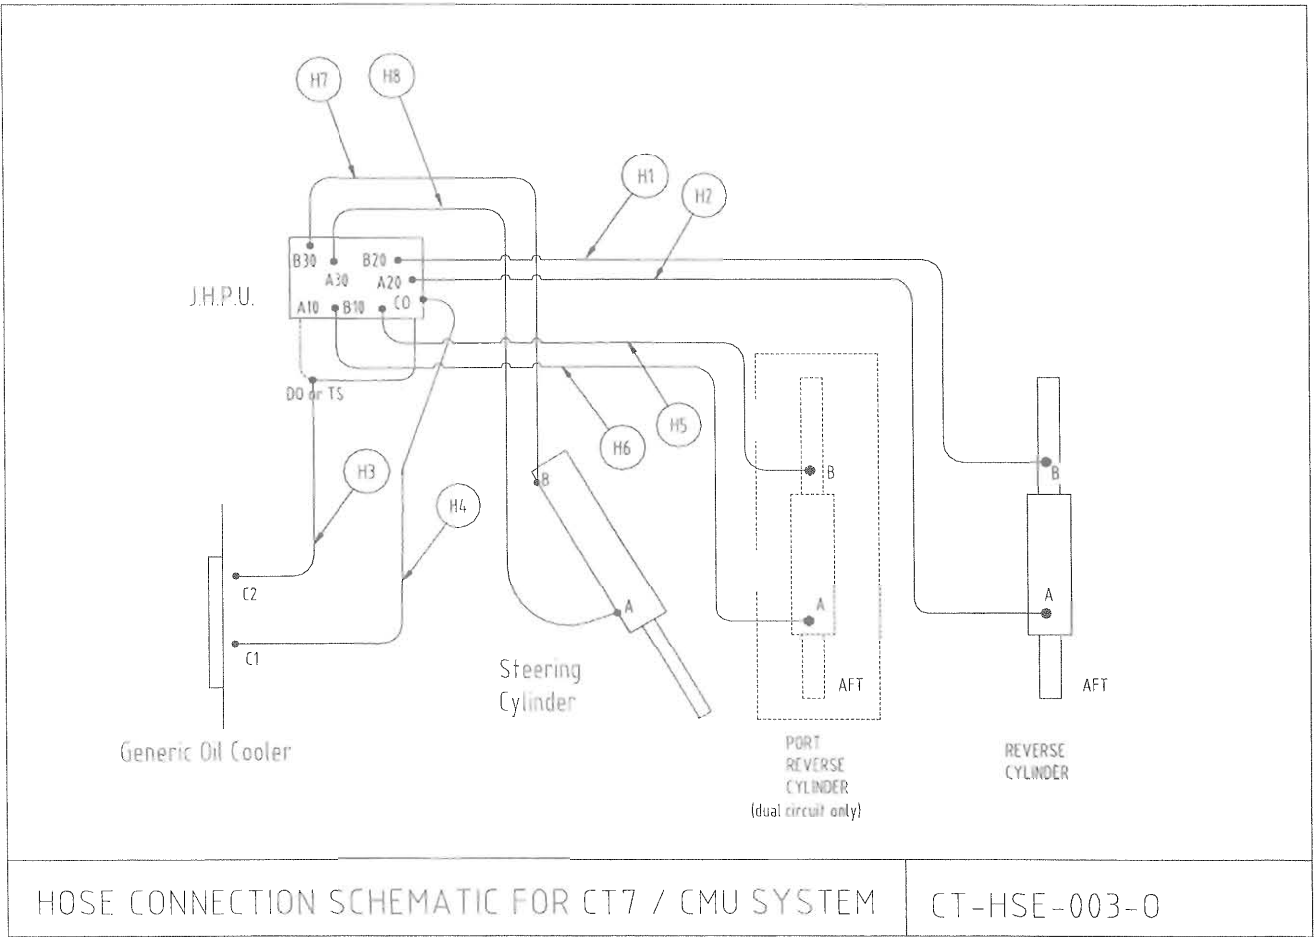 H7
H8
H1
H2
B30
A30
B20
A20
J.H.P.U.
A10
B10
CO
DO or TS
H5
H6
H3
H4
B
B
B
C2
A
A
A
C1
Steering
Cylinder
AFT
AFT
Generic Oil Cooler
PORT
REVERSE
CYLINDER
(dual circuit only)
REVERSE
CYLINDER
HOSE CONNECTION SCHEMATIC FOR CT7 / CMU SYSTEM
CT-HSE-003-0